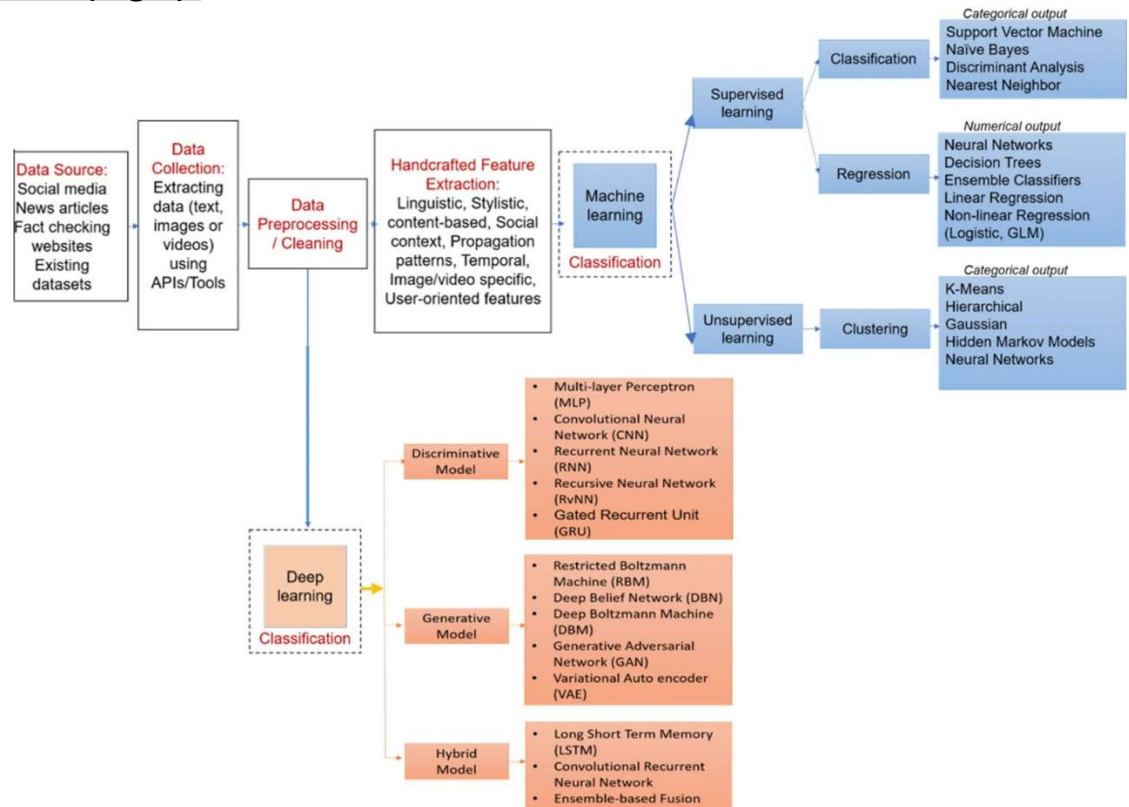 Data Source:
Social media
News articles
Fact checking
websites
Existing
datasets
Data
Collection:
Extracting
data (text,
images or
videos)
using
APIs/Tools
Data
Preprocessing
/ Cleaning
Handcrafted Feature
Extraction:
Linguistic, Stylistic,
content-based, Social
context, Propagation
patterns, Temporal,
Image/video specific,
User-oriented features
Machine
learning
Classification
Supervised
learning
Classification
Categorical output
Support Vector Machine
Naïve Bayes
Discriminant Analysis
Nearest Neighbor
Regression
Numerical output
Neural Networks
Decision Trees
Ensemble Classifiers
Linear Regression
Non-linear Regression
(Logistic, GLM)
Unsupervised
learning
Clustering
Categorical output
K-Means
Hierarchical
Gaussian
Hidden Markov Models
Neural Networks
Deep
learning
Classification
Discriminative
Model
• Multi-layer Perceptron
(MLP)
• Convolutional Neural
Network (CNN)
• Recurrent Neural Network
(RNN)
• Recursive Neural Network
(RvNN)
• Gated Recurrent Unit
(GRU)
Generative
Model
• Restricted Boltzmann
Machine (RBM)
• Deep Belief Network (DBN)
• Deep Boltzmann Machine
(DBM)
• Generative Adversarial
Network (GAN)
• Variational Auto encoder
(VAE)
Hybrid
Model
• Long Short Term Memory
(LSTM)
• Convolutional Recurrent
Neural Network
• Ensemble-based Fusion